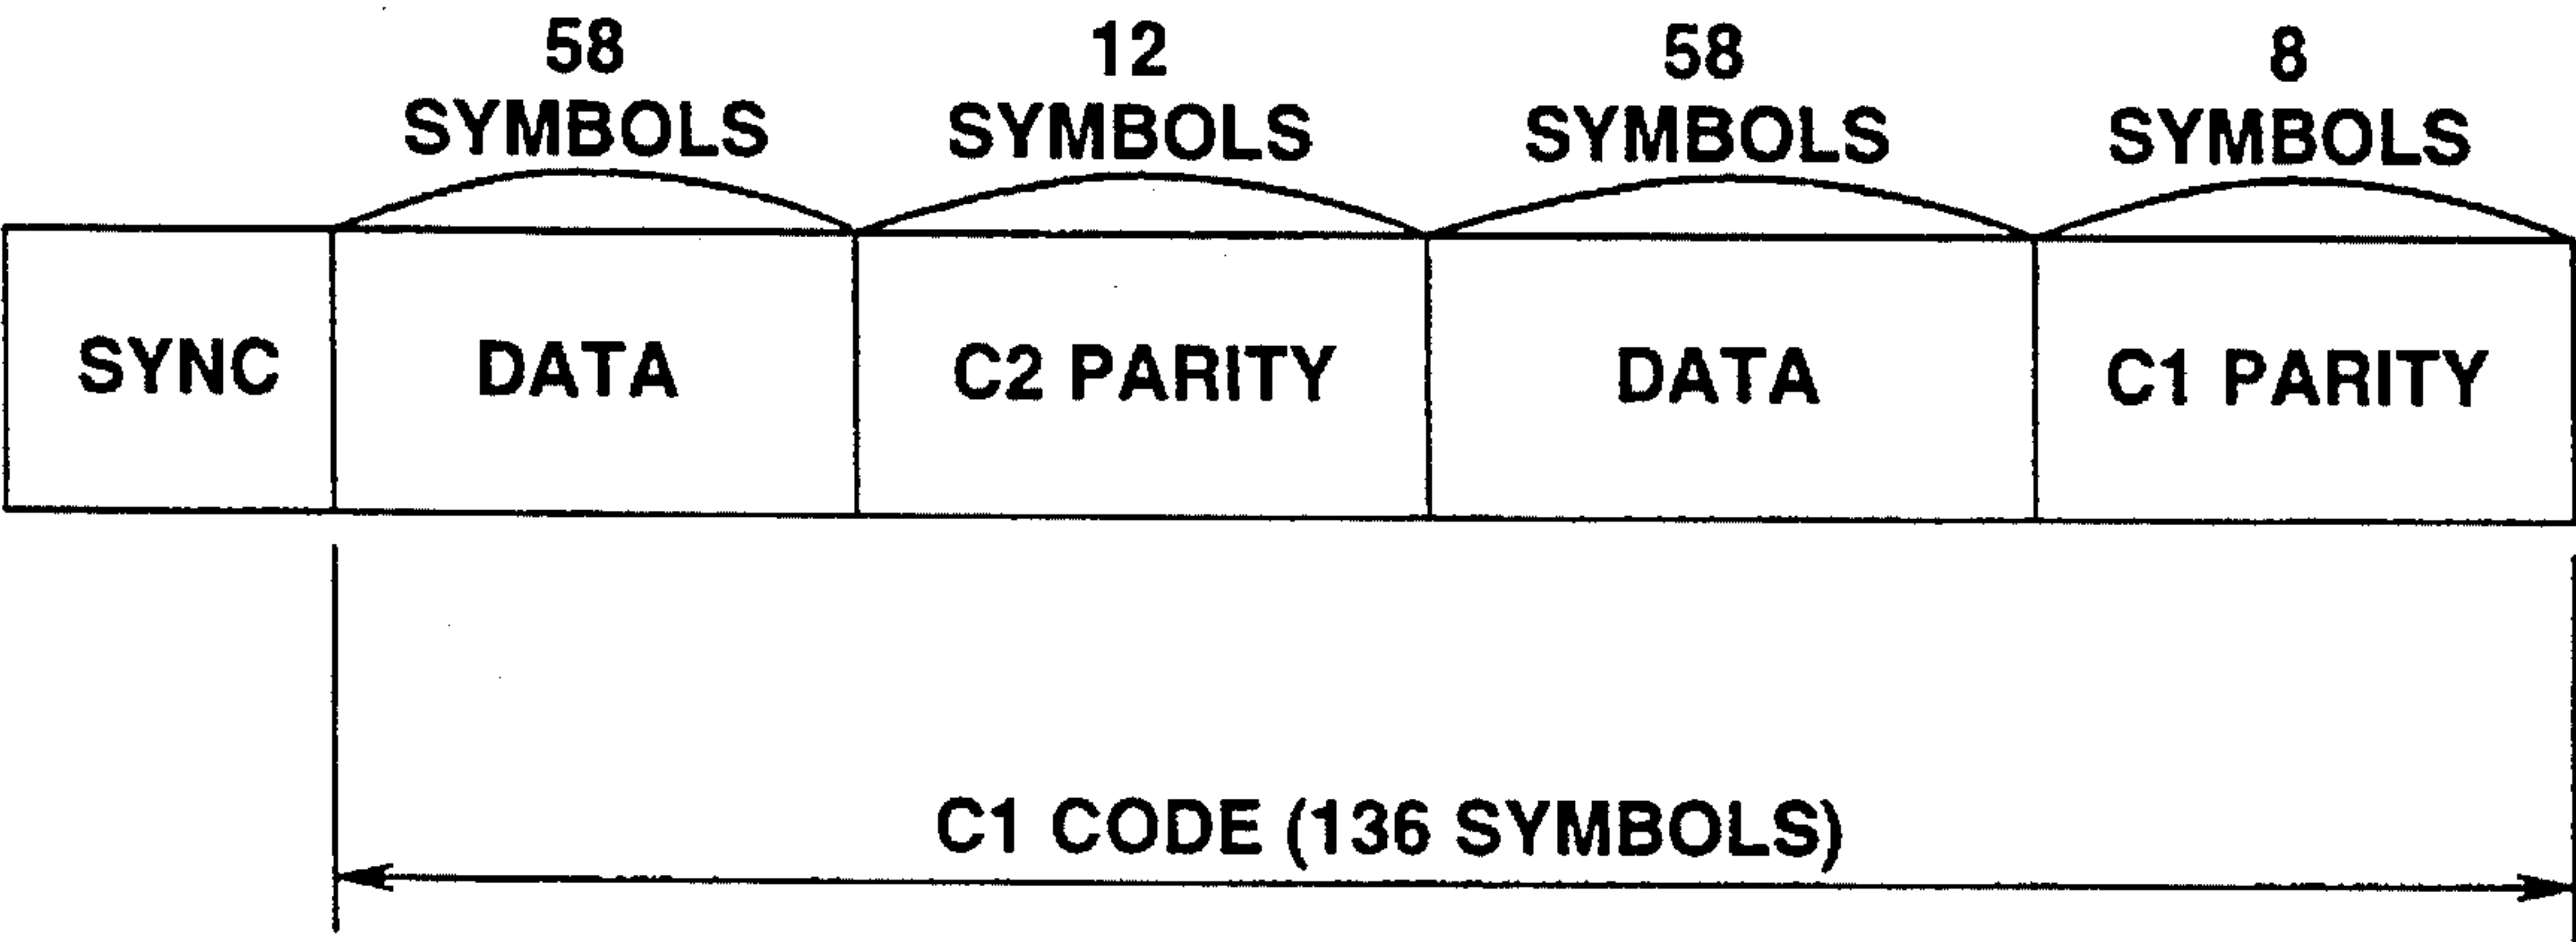 58
SYMBOLS
12
SYMBOLS
58
SYMBOLS
8
SYMBOLS
SYNC
DATA
C2 PARITY
DATA
C1 PARITY
C1 CODE (136 SYMBOLS)